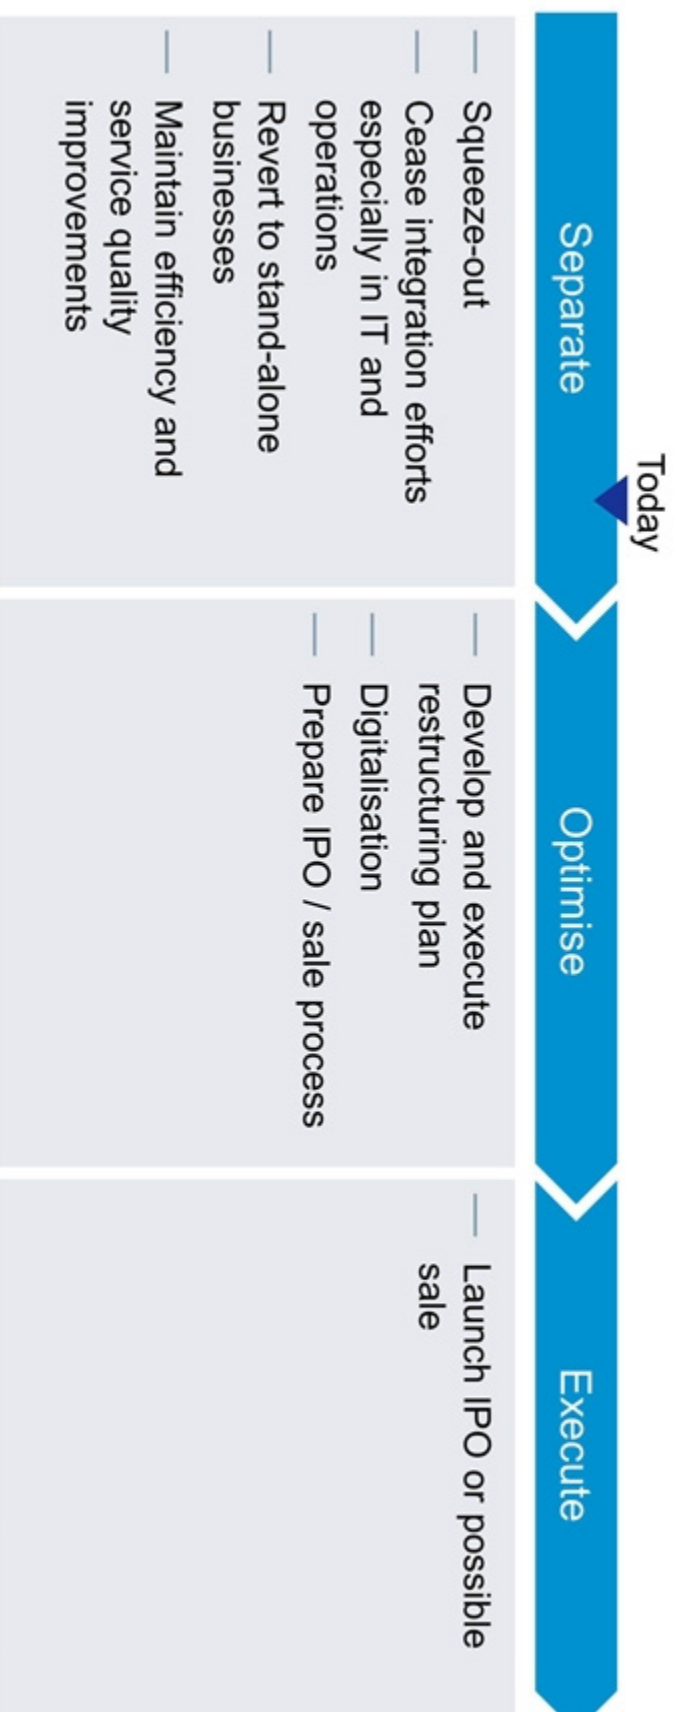 Today
Separate
— Squeeze-out
— Cease integration efforts
especially in IT and
operations
— Revert to stand-alone
businesses
— Maintain efficiency and
service quality
improvements
Optimise
— Develop and execute
restructuring plan
— Digitalisation
— Prepare IPO / sale process
Execute
— Launch IPO or possible
sale